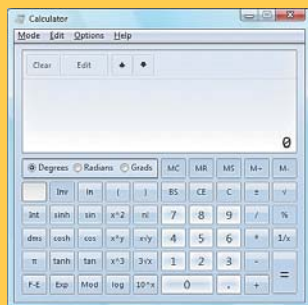 Calculator
Mode Edit Options Help
Clear Edit
0
Degrees Radians Grads MC MR MS M+ M-
Inv ln ( ) BS CE C ± √
Int sinh sin x^2 n! 7 8 9 / %
dms cosh cos x^y x√y 4 5 6 * 1/x
π tanh tan x^3 3√x 1 2 3 - =
F-E Exp Mod log 10^x 0 . +